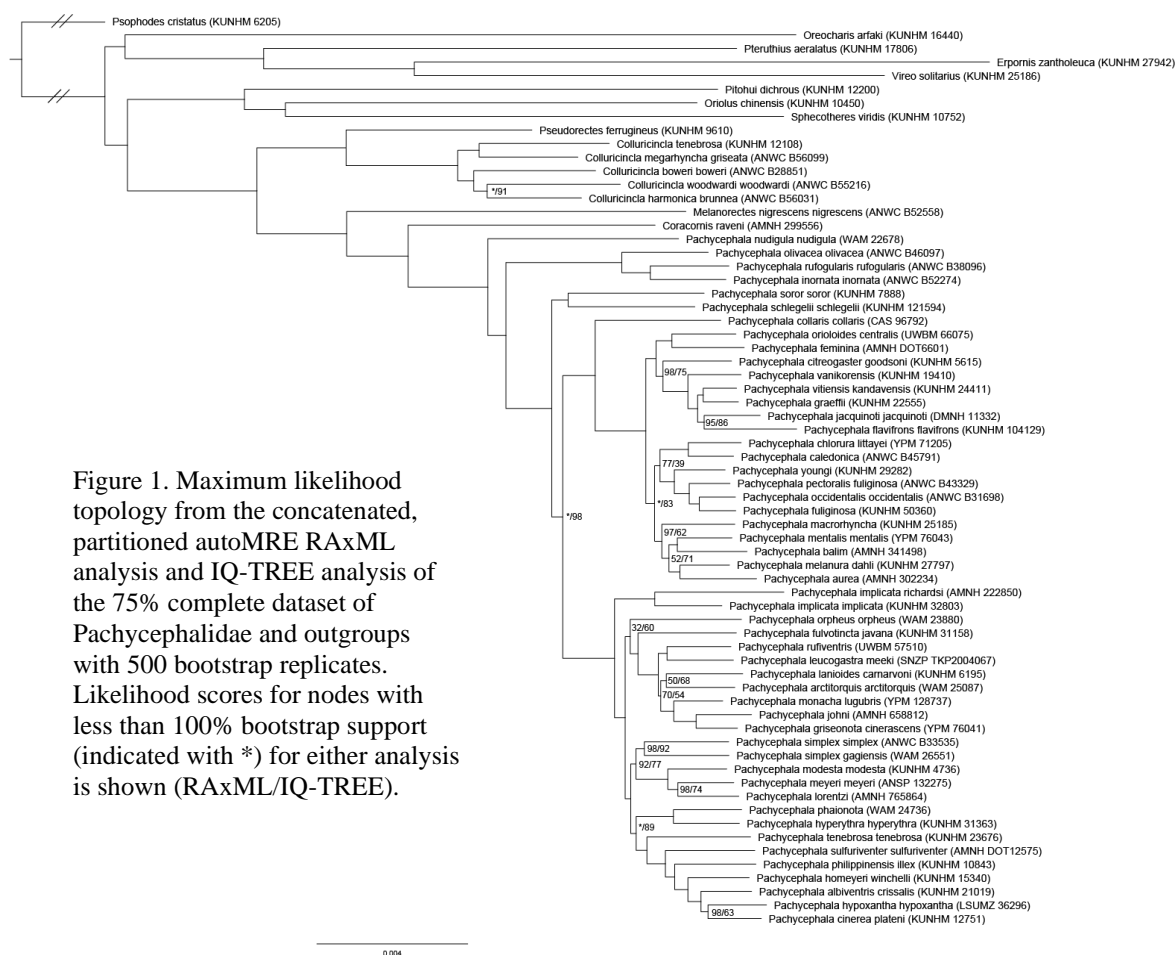 Psophodes cristatus (KUNHM 6205)
Oreocharis arfaki (KUNHM 16440)
Pteruthius aeralatus (KUNHM 17806)
Erpornis zantholeuca (KUNHM 27942)
Vireo solitarius (KUNHM 25186)
Pitohui dichrous (KUNHM 12200)
Oriolus chinensis (KUNHM 10450)
Sphecotheres viridis (KUNHM 10752)
Pseudorectes ferrugineus (KUNHM 9610)
Colluricincla tenebrosa (KUNHM 12108)
Colluricincla megarhyncha griseata (ANWC B56099)
Colluricincla boweri boweri (ANWC B28851)
Colluricincla woodwardi woodwardi (ANWC B55216)
*/91
Colluricincla harmonica brunnea (ANWC B56031)
Melanorectes nigrescens nigrescens (ANWC B52558)
Coracornis raveni (AMNH 299556)
Pachycephala nudigula nudigula (WAM 22678)
Pachycephala olivacea olivacea (ANWC B46097)
Pachycephala rufogularis rufogularis (ANWC B38096)
Pachycephala inornata inornata (ANWC B52274)
Pachycephala soror soror (KUNHM 7888)
Pachycephala schlegelii schlegelii (KUNHM 121594)
Pachycephala collaris collaris (CAS 96792)
Pachycephala orioloides centralis (UWBM 66075)
Pachycephala feminina (AMNH DOT6601)
Pachycephala citreogaster goodsoni (KUNHM 5615)
98/75
Pachycephala vanikorensis (KUNHM 19410)
Pachycephala vitiensis kandavensis (KUNHM 24411)
Pachycephala graeffii (KUNHM 22555)
Pachycephala jacquinoti jacquinoti (DMNH 11332)
95/86
Pachycephala flavifrons flavifrons (KUNHM 104129)
Pachycephala chlorura littayei (YPM 71205)
Pachycephala caledonica (ANWC B45791)
77/39
Pachycephala youngi (KUNHM 29282)
Pachycephala pectoralis fuliginosa (ANWC B43329)
Pachycephala occidentalis occidentalis (ANWC B31698)
*/83
Pachycephala fuliginosa (KUNHM 50360)
*/98
Pachycephala macrorhyncha (KUNHM 25185)
97/62
Pachycephala mentalis mentalis (YPM 76043)
Pachycephala balim (AMNH 341498)
52/71
Pachycephala melanura dahli (KUNHM 27797)
Pachycephala aurea (AMNH 302234)
Pachycephala implicata richardsi (AMNH 222850)
Pachycephala implicata implicata (KUNHM 32803)
Pachycephala orpheus orpheus (WAM 23880)
32/60
Pachycephala fulvotincta javana (KUNHM 31158)
Pachycephala rufiventris (UWBM 57510)
Pachycephala leucogastra meeki (SNZP TKP2004067)
Pachycephala lanioides carnarvoni (KUNHM 6195)
50/68
Pachycephala arctitorquis arctitorquis (WAM 25087)
70/54
Pachycephala monacha lugubris (YPM 128737)
Pachycephala johni (AMNH 658812)
Pachycephala griseonota cinerascens (YPM 76041)
Pachycephala simplex simplex (ANWC B33535)
98/92
Pachycephala simplex gagiensis (WAM 26551)
92/77
Pachycephala modesta modesta (KUNHM 4736)
Pachycephala meyeri meyeri (ANSP 132275)
98/74
Pachycephala lorentzi (AMNH 765864)
Pachycephala phaionota (WAM 24736)
Pachycephala hyperythra hyperythra (KUNHM 31363)
*/89
Pachycephala tenebrosa tenebrosa (KUNHM 23676)
Pachycephala sulfuriventer sulfuriventer (AMNH DOT12575)
Pachycephala philippinensis illex (KUNHM 10843)
Pachycephala homeyeri winchelli (KUNHM 15340)
Pachycephala albiventris crissalis (KUNHM 21019)
Pachycephala hypoxantha hypoxantha (LSUMZ 36296)
98/63
Pachycephala cinerea plateni (KUNHM 12751)
0.004
Figure 1. Maximum likelihood
topology from the concatenated,
partitioned autoMRE RAxML
analysis and IQ-TREE analysis of
the 75% complete dataset of
Pachycephalidae and outgroups
with 500 bootstrap replicates.
Likelihood scores for nodes with
less than 100% bootstrap support
(indicated with *) for either analysis
is shown (RAxML/IQ-TREE).